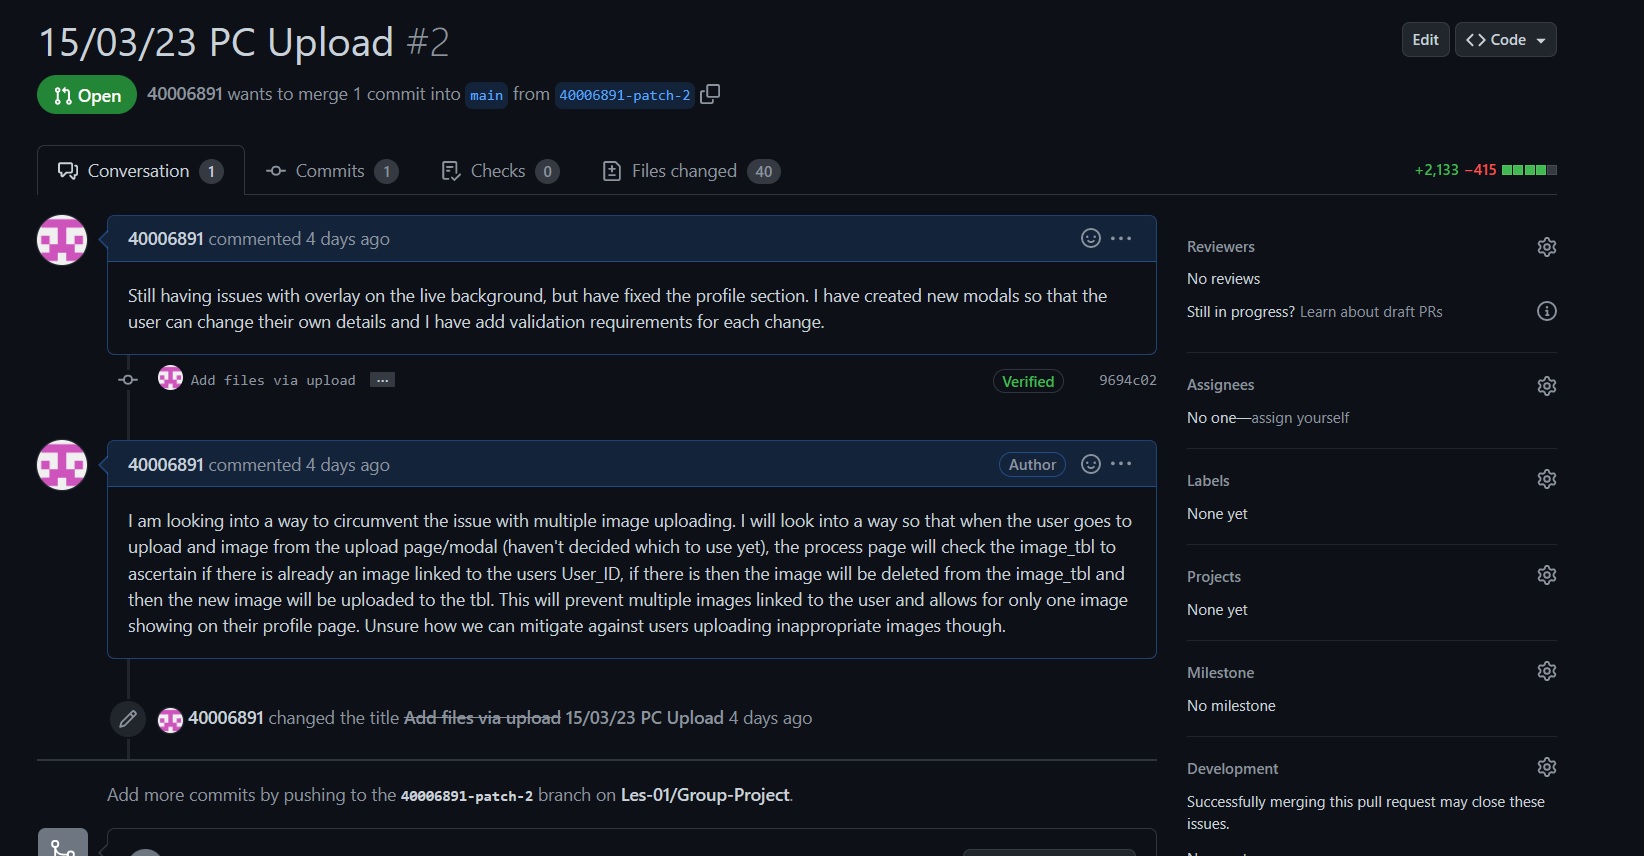 15/03/23 PC Upload #2
Edit
<> Code
Open
40006891 wants to merge 1 commit into main from 40006891-patch-2
Conversation 1
Commits 1
Checks 0
Files changed 40
+2,133 −415
40006891 commented 4 days ago
Still having issues with overlay on the live background, but have fixed the profile section. I have created new modals so that the
user can change their own details and I have add validation requirements for each change.
Add files via upload ...
Verified
9694c02
40006891 commented 4 days ago
Author
I am looking into a way to circumvent the issue with multiple image uploading. I will look into a way so that when the user goes to
upload and image from the upload page/modal (haven't decided which to use yet), the process page will check the image_tbl to
ascertain if there is already an image linked to the users User_ID, if there is then the image will be deleted from the image_tbl and
then the new image will be uploaded to the tbl. This will prevent multiple images linked to the user and allows for only one image
showing on their profile page. Unsure how we can mitigate against users uploading inappropriate images though.
40006891 changed the title Add files via upload 15/03/23 PC Upload 4 days ago
Add more commits by pushing to the 40006891-patch-2 branch on Les-01/Group-Project.
Reviewers
No reviews
Still in progress? Learn about draft PRs
Assignees
No one—assign yourself
Labels
None yet
Projects
None yet
Milestone
No milestone
Development
Successfully merging this pull request may close these
issues.